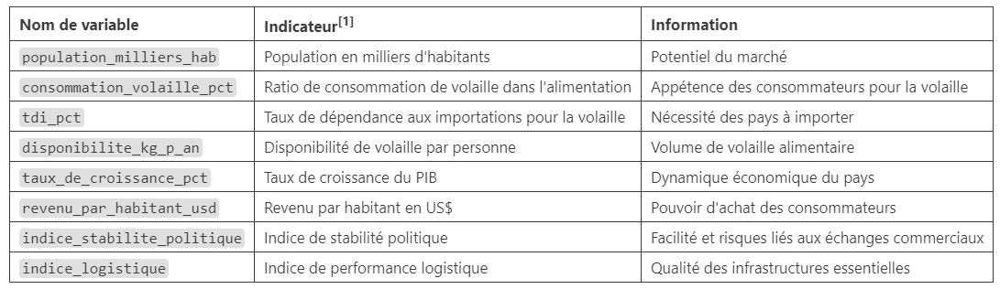 Nom de variable Indicateur[1] Information
population_milliers_hab Population en milliers d'habitants Potentiel du marché
consommation_volaille_pct Ratio de consommation de volaille dans l'alimentation Appétence des consommateurs pour la volaille
tdi_pct Taux de dépendance aux importations pour la volaille Nécessité des pays à importer
disponibilite_kg_p_an Disponibilité de volaille par personne Volume de volaille alimentaire
taux_de_croissance_pct Taux de croissance du PIB Dynamique économique du pays
revenu_par_habitant_usd Revenu par habitant en US$ Pouvoir d'achat des consommateurs
indice_stabilite_politique Indice de stabilité politique Facilité et risques liés aux échanges commerciaux
indice_logistique Indice de performance logistique Qualité des infrastructures essentielles